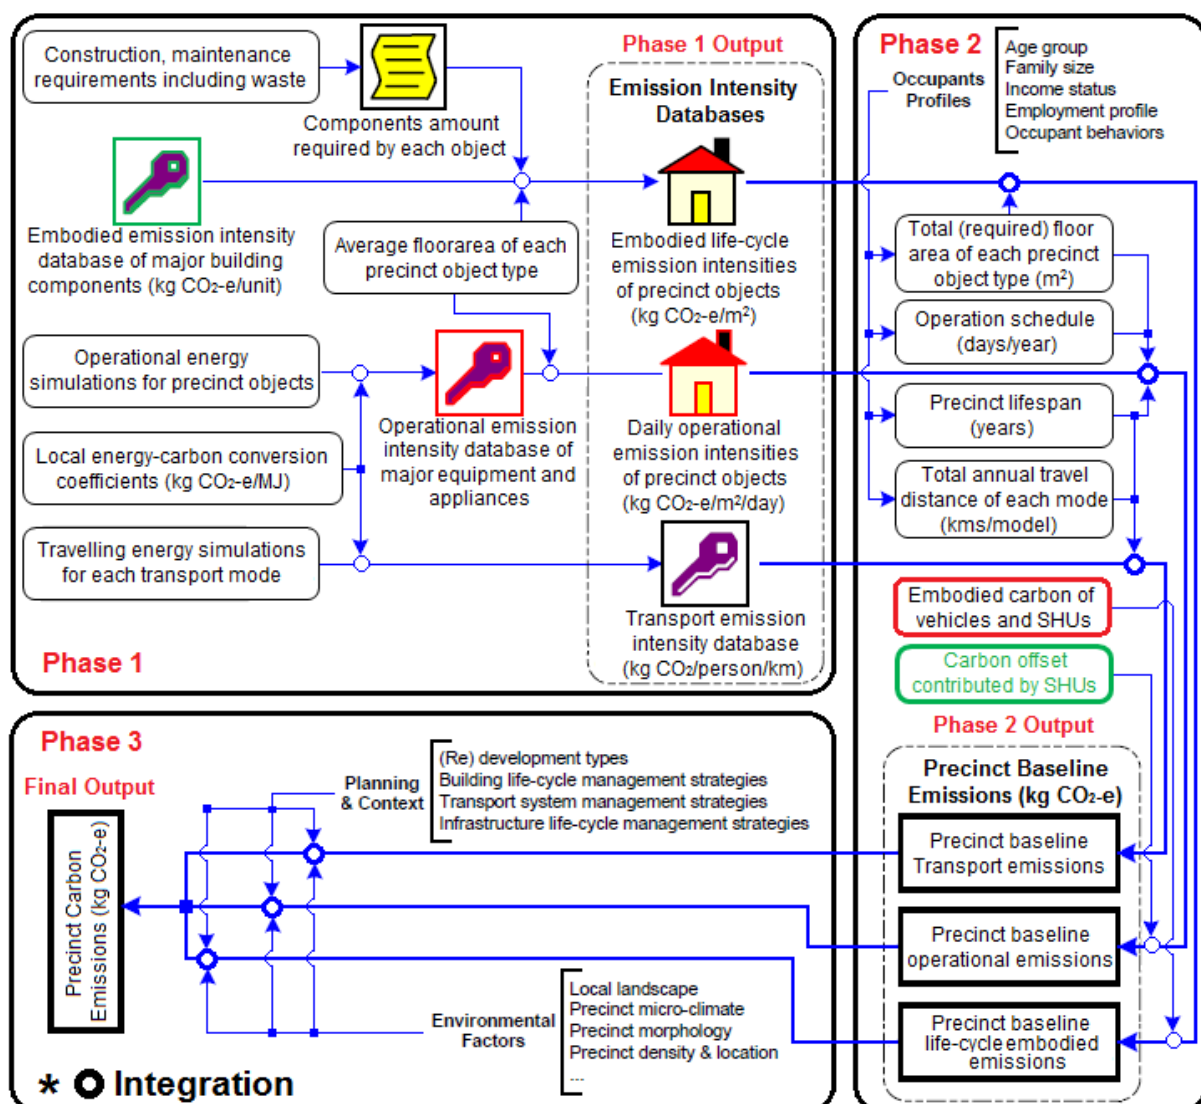 Construction, maintenance
requirements including waste
Components amount
required by each object
Embodied emission intensity
database of major building
components (kg CO₂-e/unit)
Average floorarea of each
precinct object type
Operational energy
simulations for precinct objects
Local energy-carbon conversion
coefficients (kg CO₂-e/MJ)
Travelling energy simulations
for each transport mode
Operational emission
intensity database of
major equipment and
appliances
Phase 1
Phase 1 Output
Emission Intensity
Databases
Embodied life-cycle
emission intensities
of precinct objects
(kg CO₂-e/m²)
Daily operational
emission intensities
of precinct objects
(kg CO₂-e/m²/day)
Transport emission
intensity database
(kg CO₂/person/km)
Phase 2
Occupants
Profiles
Age group
Family size
Income status
Employment profile
Occupant behaviors
Total (required) floor
area of each precinct
object type (m²)
Operation schedule
(days/year)
Precinct lifespan
(years)
Total annual travel
distance of each mode
(kms/model)
Embodied carbon of
vehicles and SHUs
Carbon offset
contributed by SHUs
Phase 2 Output
Precinct Baseline
Emissions (kg CO₂-e)
Precinct baseline
Transport emissions
Precinct baseline
operational emissions
Precinct baseline
life-cycle embodied
emissions
Phase 3
Final Output
Precinct Carbon
Emissions (kg CO₂-e)
Planning
& Context
(Re) development types
Building life-cycle management strategies
Transport system management strategies
Infrastructure life-cycle management strategies
Environmental
Factors
Local landscape
Precinct micro-climate
Precinct morphology
Precinct density & location
...
* Integration